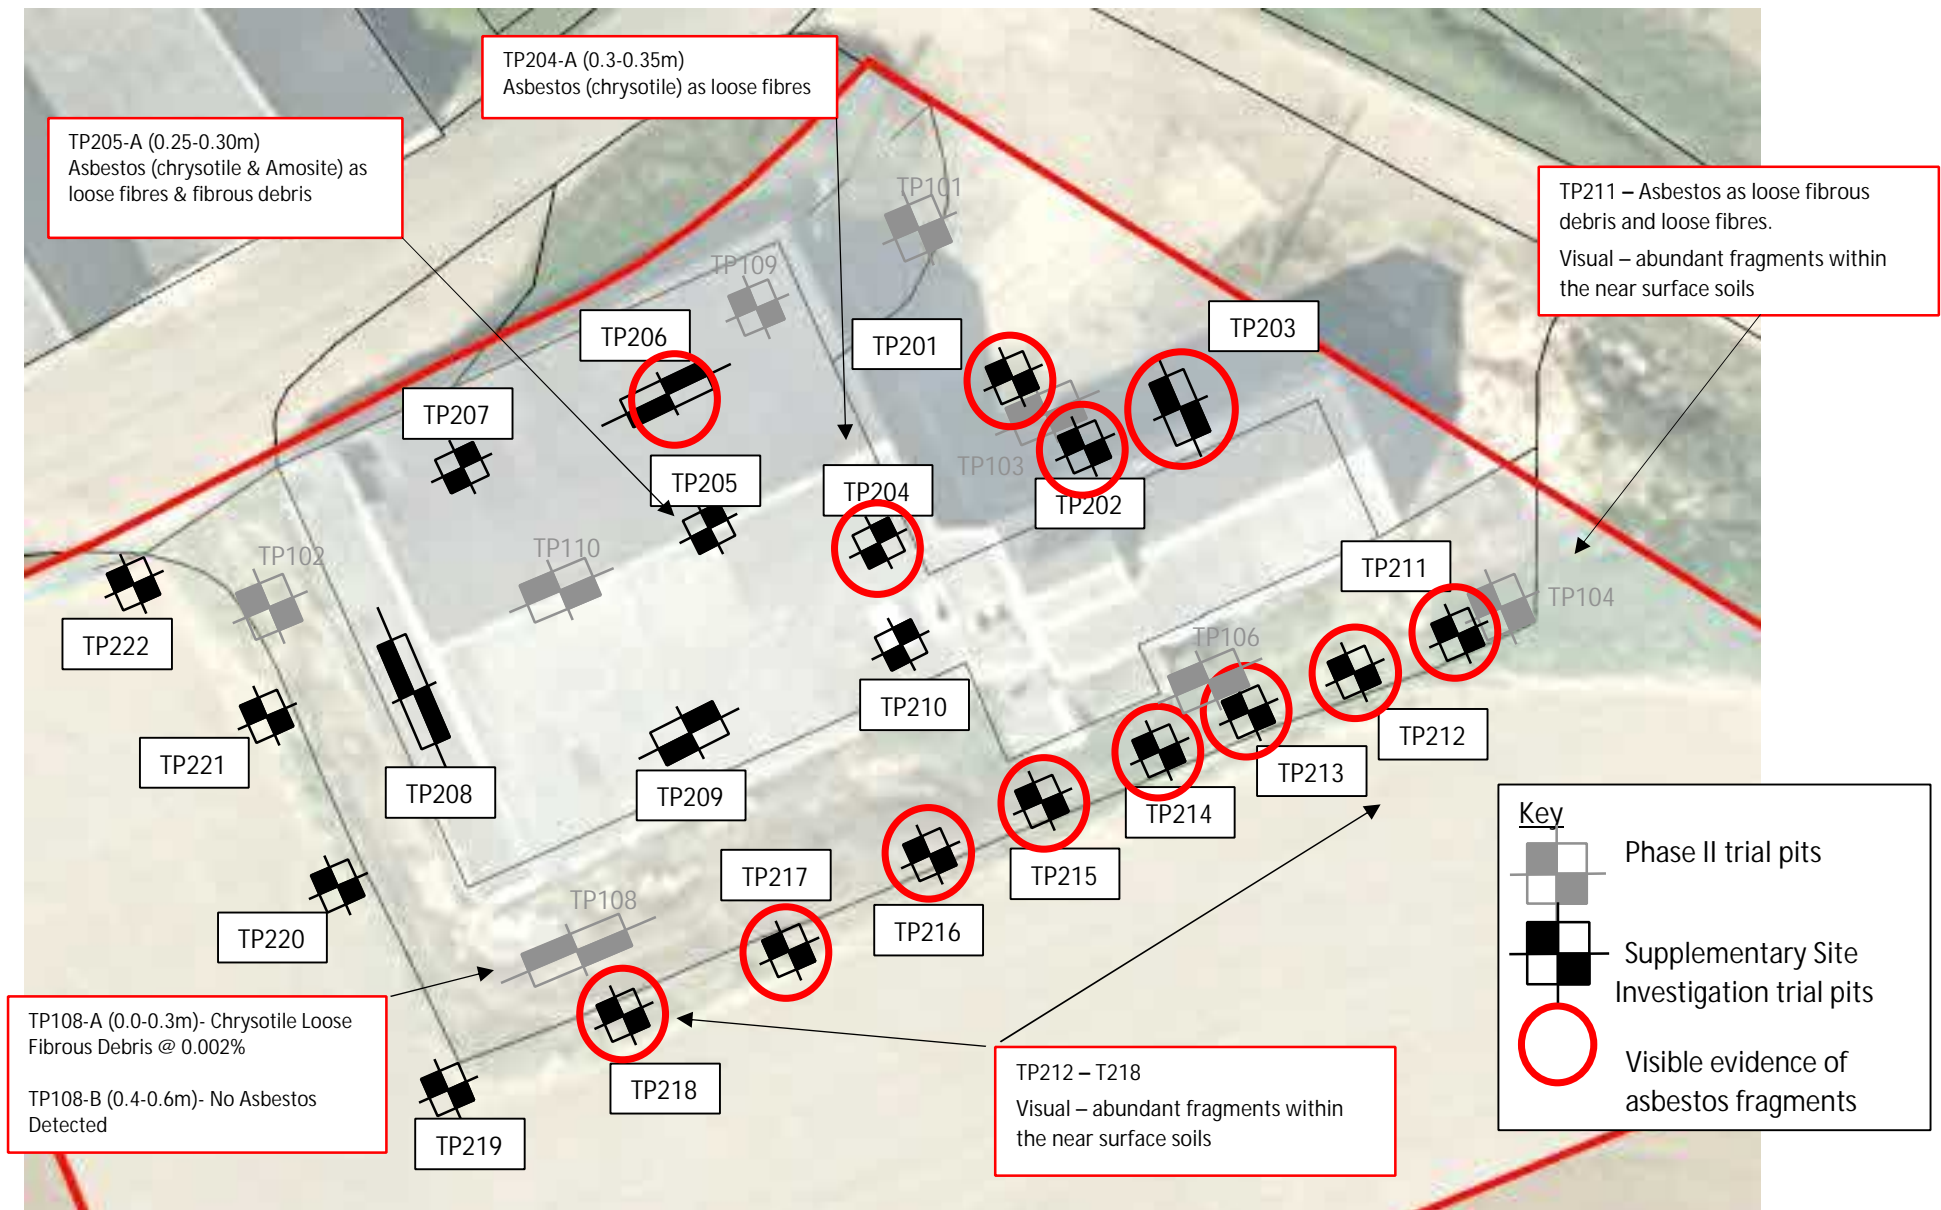 TP204-A (0.3-0.35m)
Asbestos (chrysotile) as loose fibres
TP205-A (0.25-0.30m)
Asbestos (chrysotile & Amosite) as
loose fibres & fibrous debris
TP211 – Asbestos as loose fibrous
debris and loose fibres.
Visual – abundant fragments within
the near surface soils
TP101
TP109
TP206
TP201
TP203
TP207
TP205
TP204
TP103
TP202
TP102
TP110
TP211
TP104
TP222
TP106
TP221
TP208
TP209
TP210
TP212
TP213
TP214
TP215
TP217
TP216
TP108
TP220
TP218
TP219
Key
Phase II trial pits
Supplementary Site
Investigation trial pits
Visible evidence of
asbestos fragments
TP108-A (0.0-0.3m)- Chrysotile Loose
Fibrous Debris @ 0.002%
TP108-B (0.4-0.6m)- No Asbestos
Detected
TP212 – T218
Visual – abundant fragments within
the near surface soils